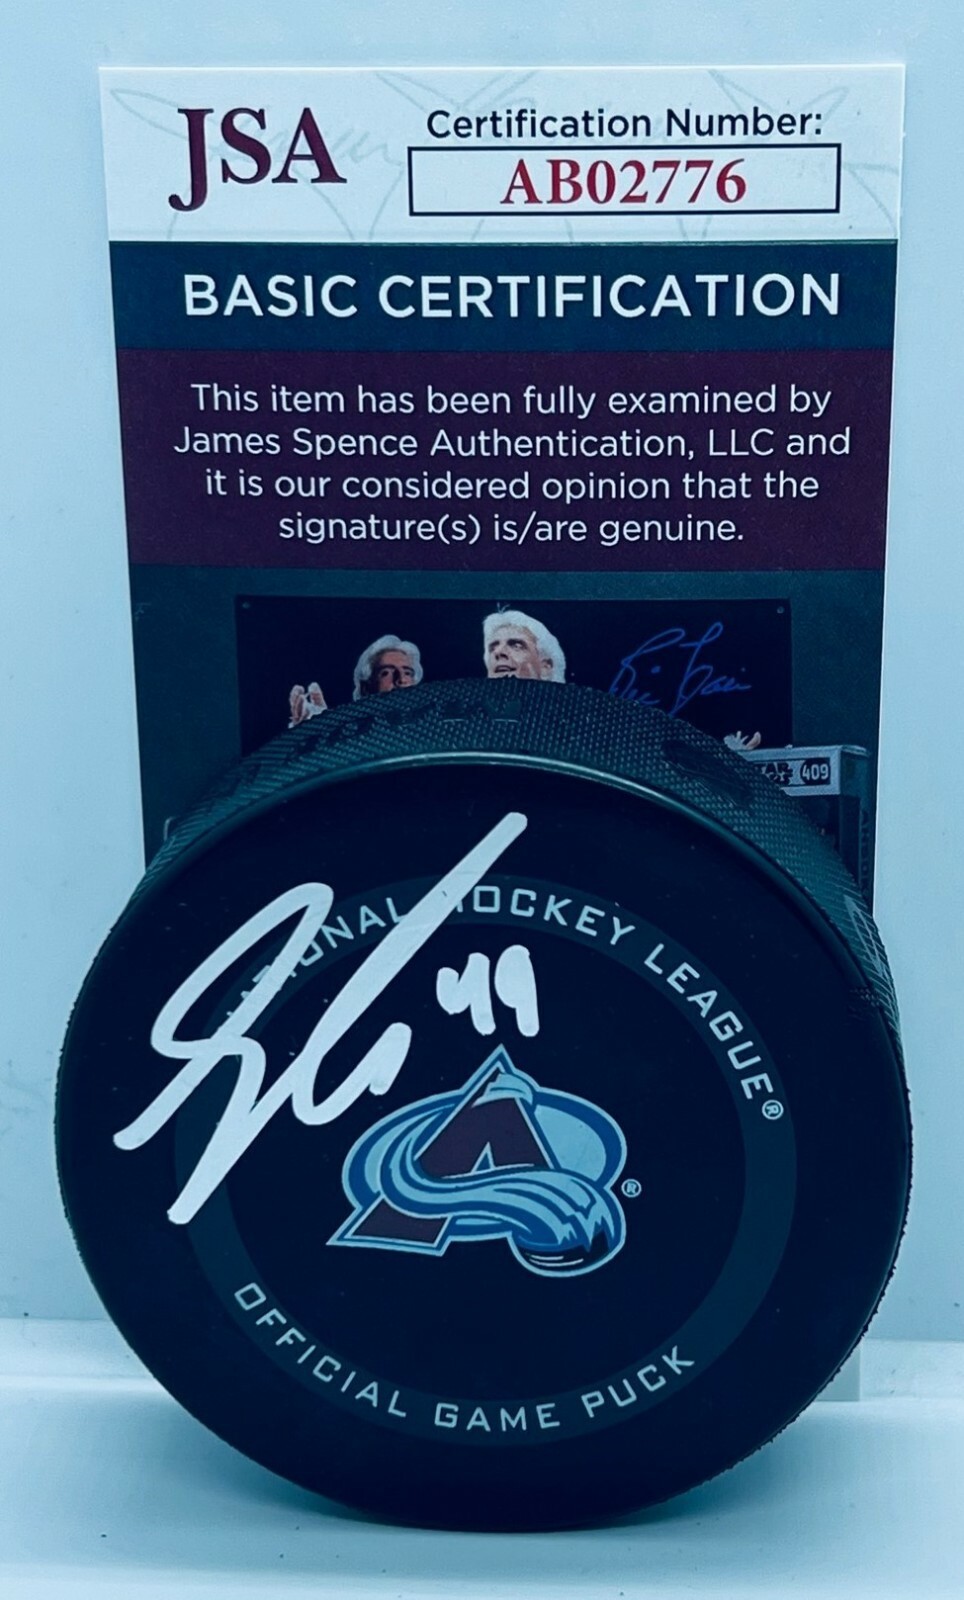 JSA
Certification Number:
AB02776
BASIC CERTIFICATION
This item has been fully examined by
James Spence Authentication, LLC and
it is our considered opinion that the
signature(s) is/are genuine.
409
HOCKEY LEAGUE®
49
A
®
OFFICIAL GAME PUCK